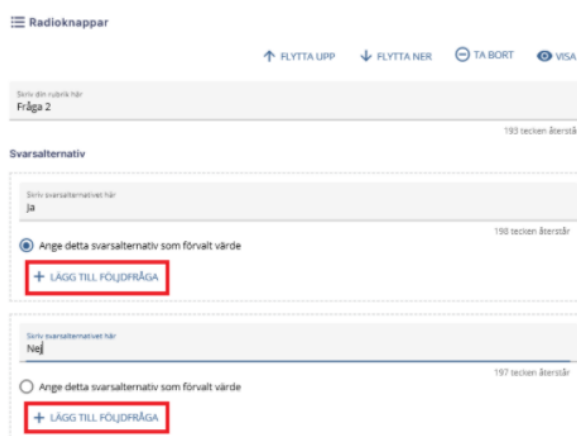 Radioknappar
FLYTTA UPP FLYTTA NER TA BORT VISA
Skriv din rubrik här
Fråga 2
193 tecken återstå
Svarsalternativ
Skriv svarsalternativet här
Ja
198 tecken återstår
Ange detta svarsalternativ som förvalt värde
+ LÄGG TILL FÖLJDFRÅGA
Skriv svarsalternativet här
Nej
197 tecken återstår
Ange detta svarsalternativ som förvalt värde
+ LÄGG TILL FÖLJDFRÅGA